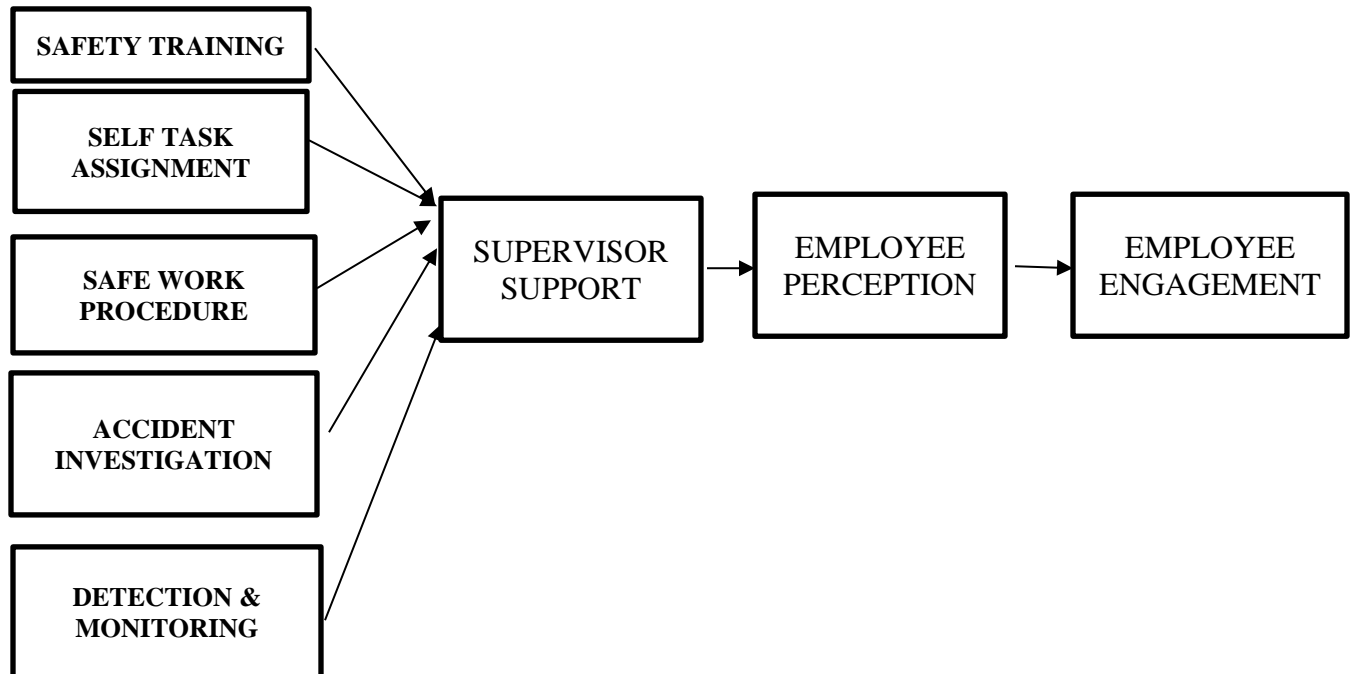 SAFETY TRAINING
SELF TASK
ASSIGNMENT
SAFE WORK
PROCEDURE
ACCIDENT
INVESTIGATION
DETECTION &
MONITORING
SUPERVISOR
SUPPORT
EMPLOYEE
PERCEPTION
EMPLOYEE
ENGAGEMENT